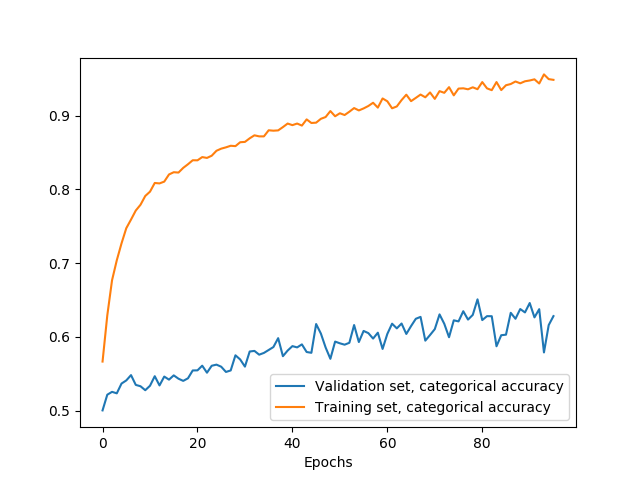 0.9
0.8
0.7
0.6
0.5
Validation set, categorical accuracy
Training set, categorical accuracy
0 20 40 60 80
Epochs